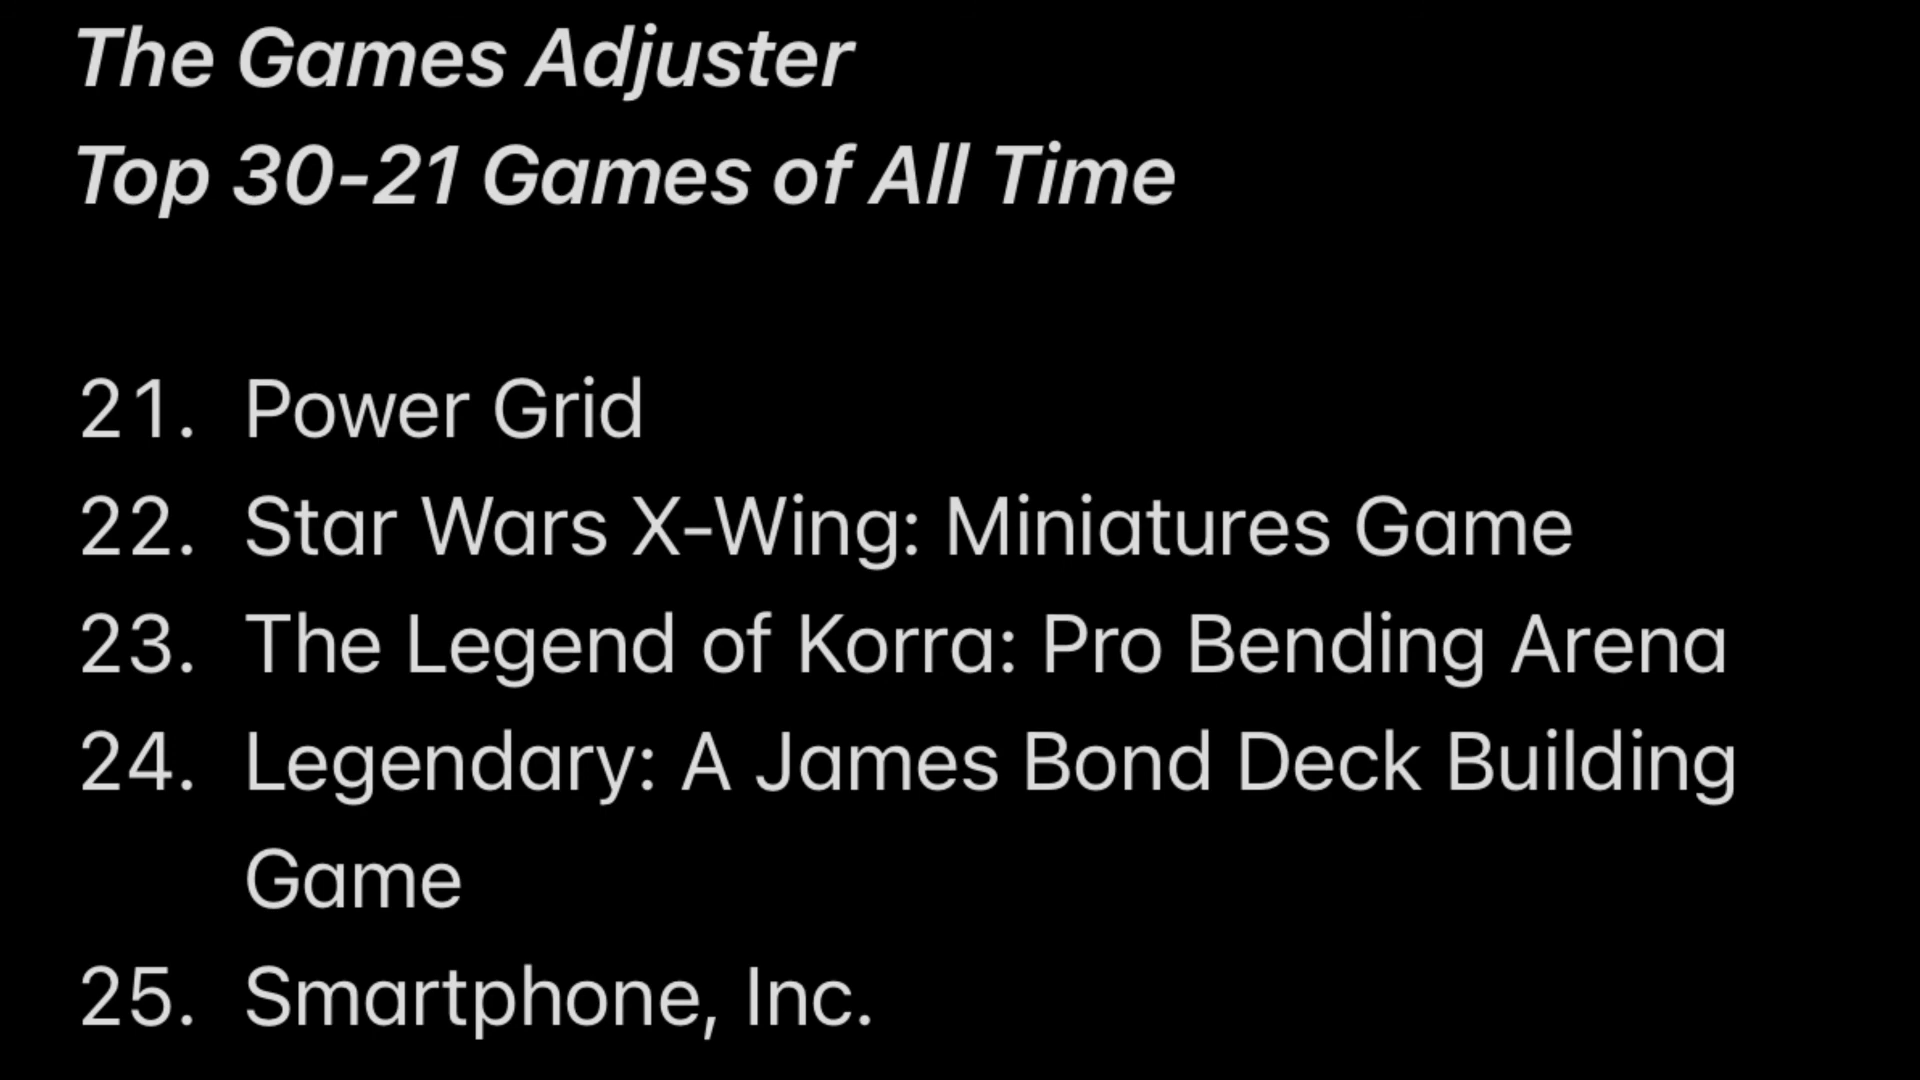 The Games Adjuster
Top 30-21 Games of All Time
21. Power Grid
22. Star Wars X-Wing: Miniatures Game
23. The Legend of Korra: Pro Bending Arena
24. Legendary: A James Bond Deck Building
Game
25. Smartphone, Inc.